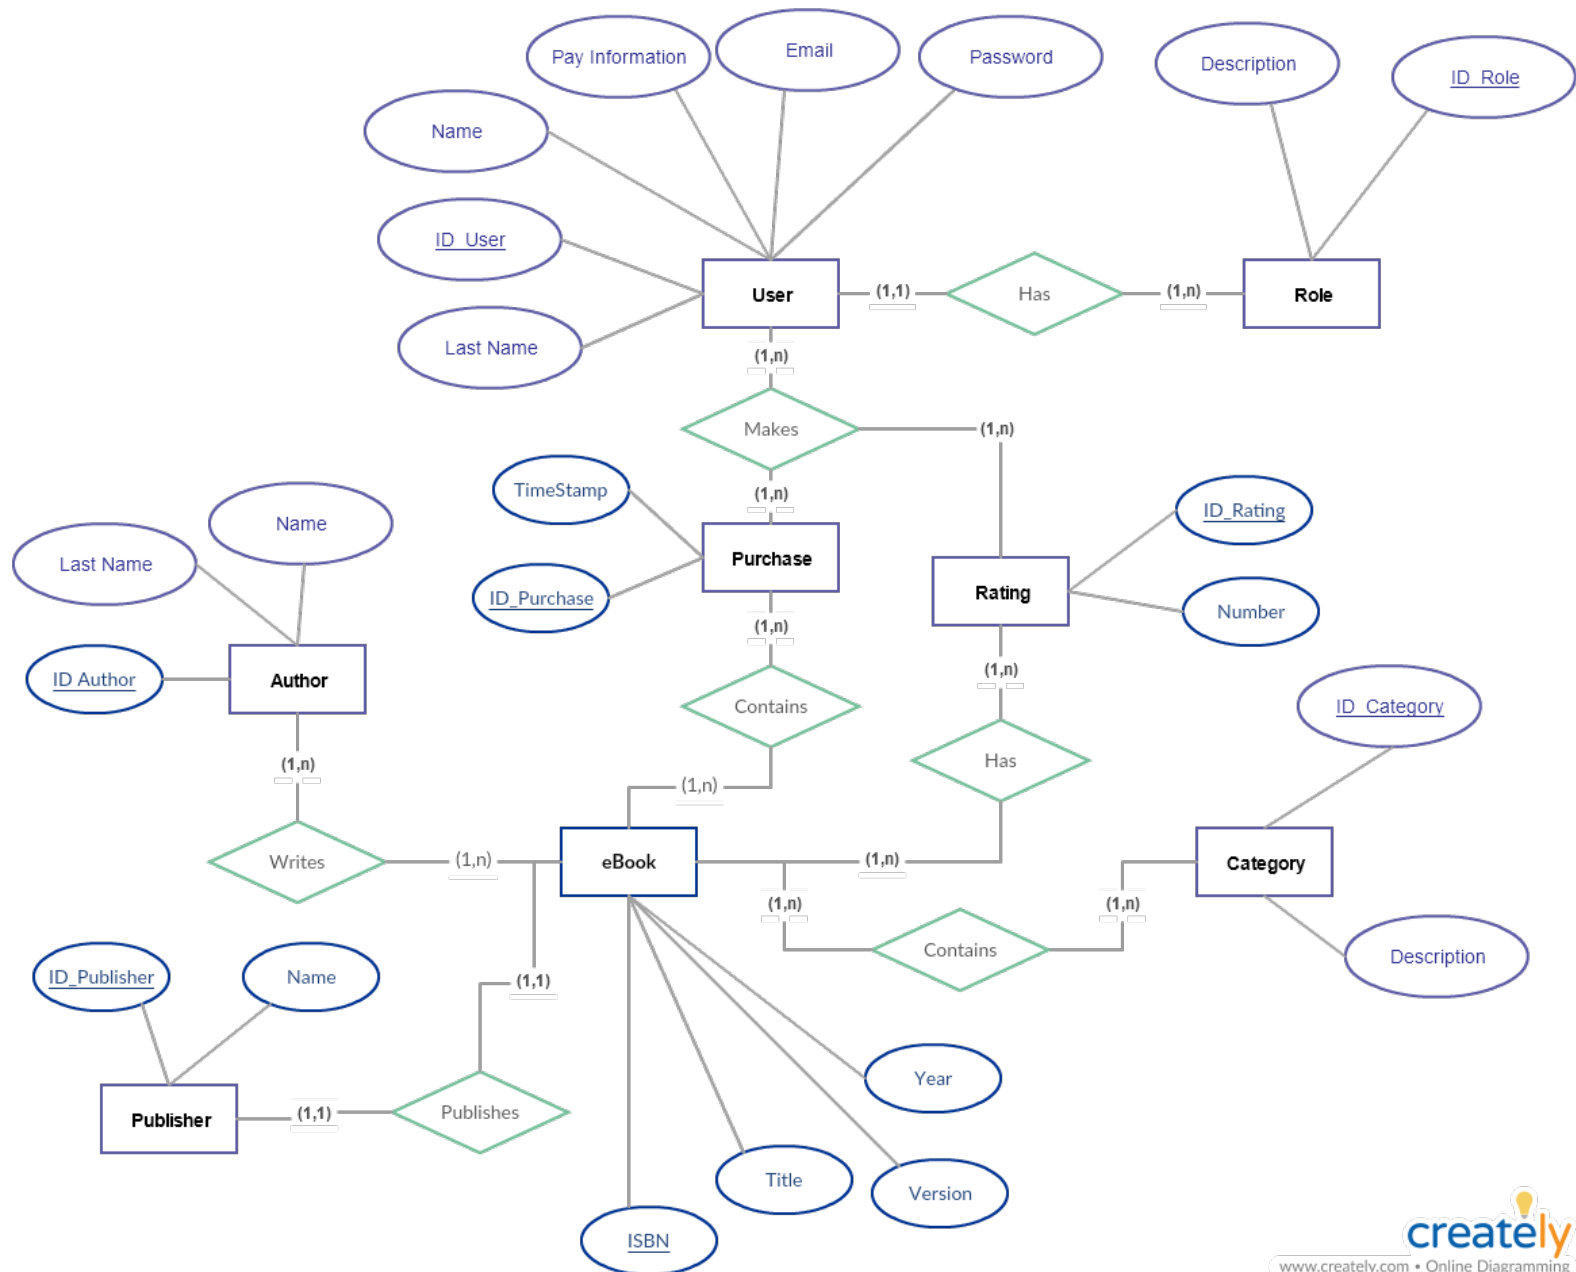 Pay Information
Email
Password
Description
ID_Role
Name
ID_User
Last Name
User
(1,1)
Has
(1,n)
Role
(1,n)
Makes
(1,n)
TimeStamp
(1,n)
ID_Purchase
Purchase
Rating
ID_Rating
Number
Last Name
Name
ID Author
Author
(1,n)
Contains
(1,n)
(1,n)
Has
ID_Category
(1,n)
Writes
(1,n)
eBook
(1,n)
Category
(1,n)
Contains
(1,n)
Description
ID_Publisher
Name
(1,1)
Publisher
(1,1)
Publishes
Year
Title
Version
ISBN
creately
www.creately.com • Online Diagramming